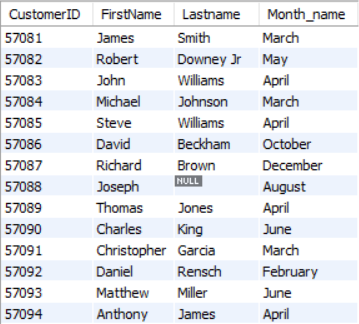 CustomerID FirstName Lastname Month_name
57081 James Smith March
57082 Robert Downey Jr May
57083 John Williams April
57084 Michael Johnson March
57085 Steve Williams April
57086 David Beckham October
57087 Richard Brown December
57088 Joseph NULL August
57089 Thomas Jones April
57090 Charles King June
57091 Christopher Garcia March
57092 Daniel Rensch February
57093 Matthew Miller June
57094 Anthony James April